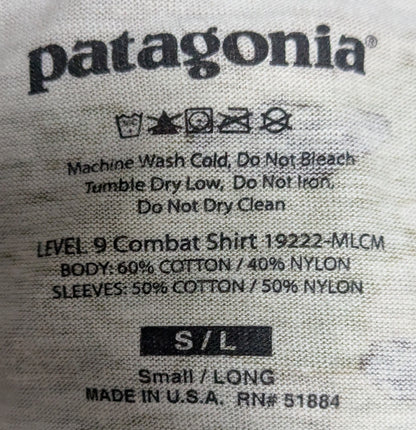 patagonia®
Machine Wash Cold, Do Not Bleach
Tumble Dry Low, Do Not Iron,
Do Not Dry Clean
LEVEL 9 Combat Shirt 19222-MLCM
BODY: 60% COTTON / 40% NYLON
SLEEVES: 50% COTTON / 50% NYLON
S / L
Small / LONG
MADE IN U.S.A. RN# 51884